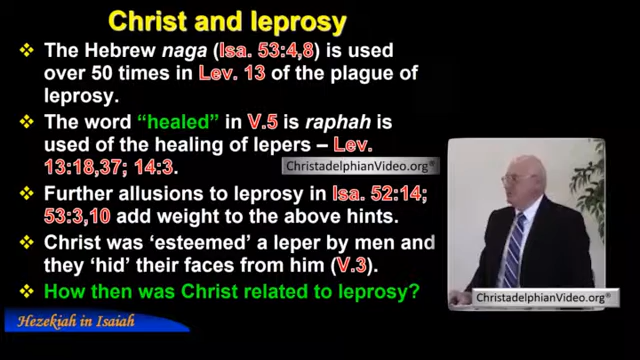 Christ and leprosy
❖ The Hebrew naga (Isa. 53:4,8) is used
over 50 times in Lev. 13 of the plague of
leprosy.
❖ The word “healed” in V.5 is raphah is
used of the healing of lepers – Lev.
13:18,37; 14:3.
ChristadelphianVideo.org®
❖ Further allusions to leprosy in Isa. 52:14;
53:3,10 add weight to the above hints.
❖ Christ was ‘esteemed’ a leper by men and
they ‘hid’ their faces from him (V.3).
❖ How then was Christ related to leprosy?
ChristadelphianVideo.org®
Hezekiah in Isaiah